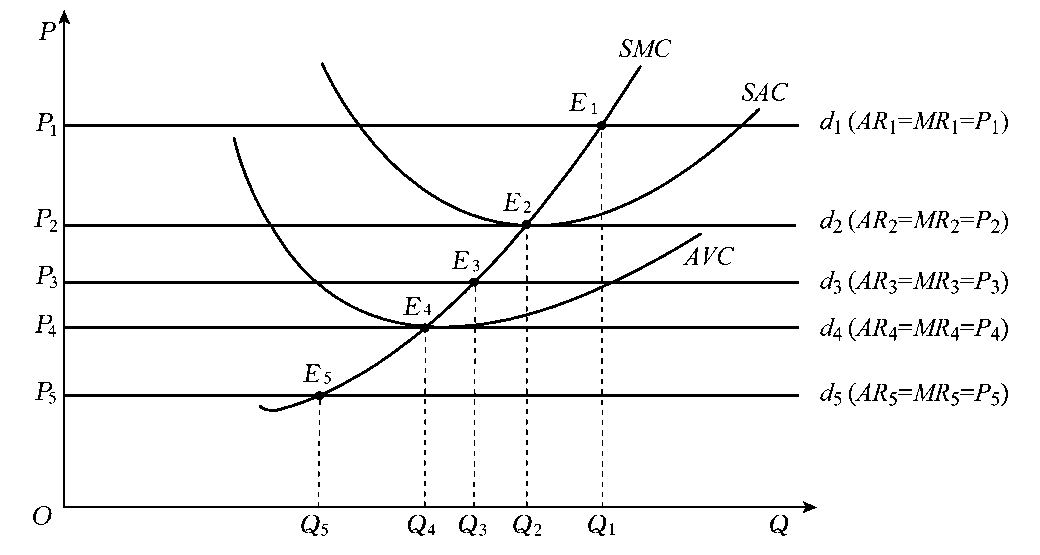 P
SMC
SAC
E₁
P₁
d₁ (AR₁=MR₁=P₁)
E₂
P₂
d₂ (AR₂=MR₂=P₂)
AVC
E₃
P₃
d₃ (AR₃=MR₃=P₃)
E₄
P₄
d₄ (AR₄=MR₄=P₄)
E₅
P₅
d₅ (AR₅=MR₅=P₅)
O Q₅ Q₄ Q₃ Q₂ Q₁ Q